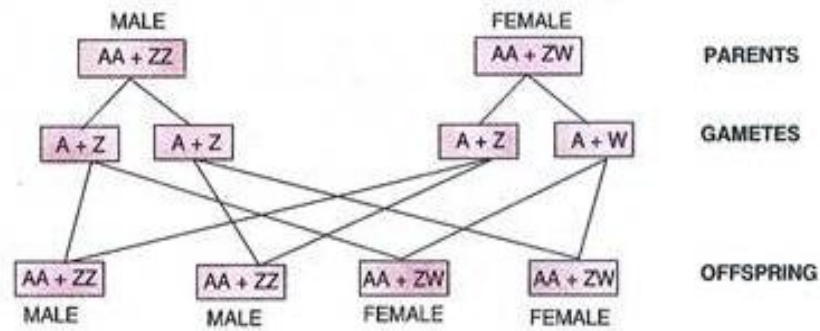 MALE FEMALE
AA + ZZ AA + ZW PARENTS
A + Z A + Z A + Z A + W GAMETES
AA + ZZ AA + ZZ AA + ZW AA + ZW OFFSPRING
MALE MALE FEMALE FEMALE